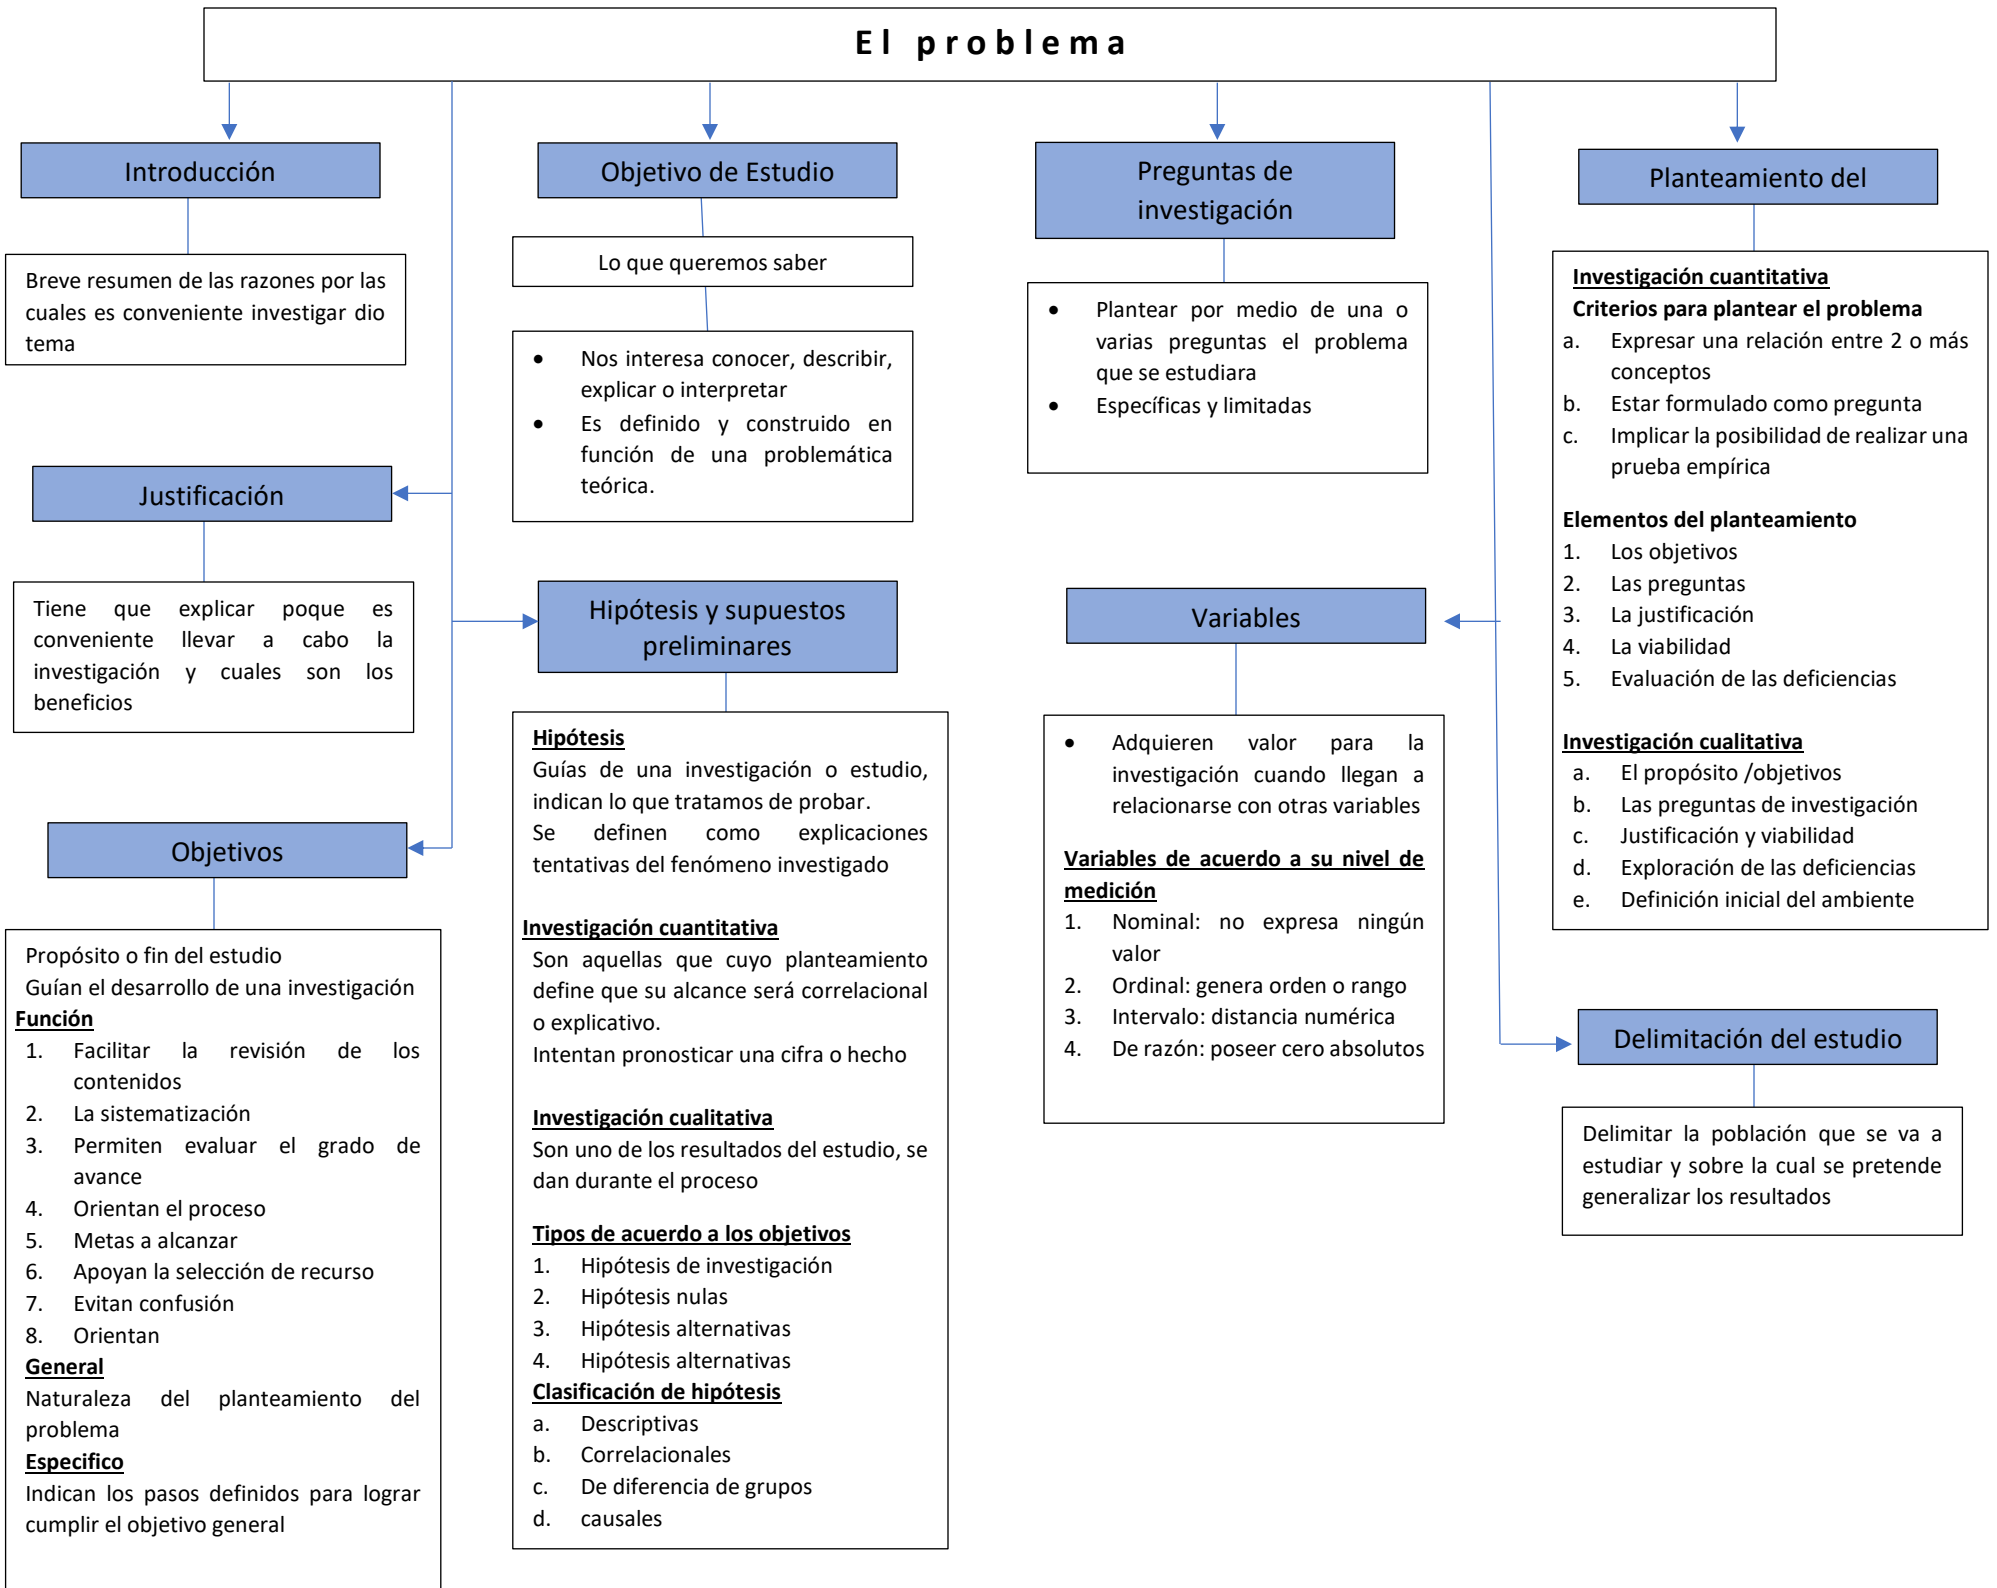 El problema
Introducción
Breve resumen de las razones por las
cuales es conveniente investigar dio
tema
Justificación
Tiene que explicar poque es
conveniente llevar a cabo la
investigación y cuales son los
beneficios
Objetivos
Propósito o fin del estudio
Guían el desarrollo de una investigación
Función
1. Facilitar la revisión de los
contenidos
2. La sistematización
3. Permiten evaluar el grado de
avance
4. Orientan el proceso
5. Metas a alcanzar
6. Apoyan la selección de recurso
7. Evitan confusión
8. Orientan
General
Naturaleza del planteamiento del
problema
Especifico
Indican los pasos definidos para lograr
cumplir el objetivo general
Objetivo de Estudio
Lo que queremos saber
• Nos interesa conocer, describir,
explicar o interpretar
• Es definido y construido en
función de una problemática
teórica.
Hipótesis y supuestos
preliminares
Hipótesis
Guías de una investigación o estudio,
indican lo que tratamos de probar.
Se definen como explicaciones
tentativas del fenómeno investigado
Investigación cuantitativa
Son aquellas que cuyo planteamiento
define que su alcance será correlacional
o explicativo.
Intentan pronosticar una cifra o hecho
Investigación cualitativa
Son uno de los resultados del estudio, se
dan durante el proceso
Tipos de acuerdo a los objetivos
1. Hipótesis de investigación
2. Hipótesis nulas
3. Hipótesis alternativas
4. Hipótesis alternativas
Clasificación de hipótesis
a. Descriptivas
b. Correlacionales
c. De diferencia de grupos
d. causales
Preguntas de
investigación
• Plantear por medio de una o
varias preguntas el problema
que se estudiara
• Específicas y limitadas
Variables
• Adquieren valor para la
investigación cuando llegan a
relacionarse con otras variables
Variables de acuerdo a su nivel de
medición
1. Nominal: no expresa ningún
valor
2. Ordinal: genera orden o rango
3. Intervalo: distancia numérica
4. De razón: poseer cero absolutos
Planteamiento del
Investigación cuantitativa
Criterios para plantear el problema
a. Expresar una relación entre 2 o más
conceptos
b. Estar formulado como pregunta
c. Implicar la posibilidad de realizar una
prueba empírica
Elementos del planteamiento
1. Los objetivos
2. Las preguntas
3. La justificación
4. La viabilidad
5. Evaluación de las deficiencias
Investigación cualitativa
a. El propósito /objetivos
b. Las preguntas de investigación
c. Justificación y viabilidad
d. Exploración de las deficiencias
e. Definición inicial del ambiente
Delimitación del estudio
Delimitar la población que se va a
estudiar y sobre la cual se pretende
generalizar los resultados